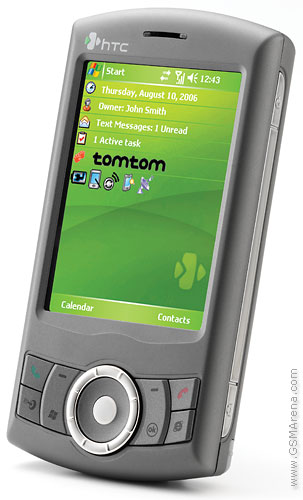 hTC
Start 12:43
Thursday, August 10, 2006
Owner: John Smith
Text Messages: 1 Unread
1 Active task
tomtom
Calendar Contacts
ok
www.GSMArena.com